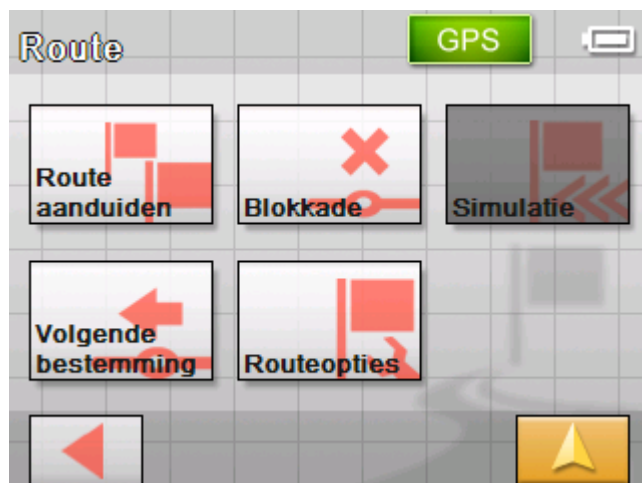 Route
GPS
Route
aanduiden
Blokkade
Simulatie
Volgende
bestemming
Routeopties